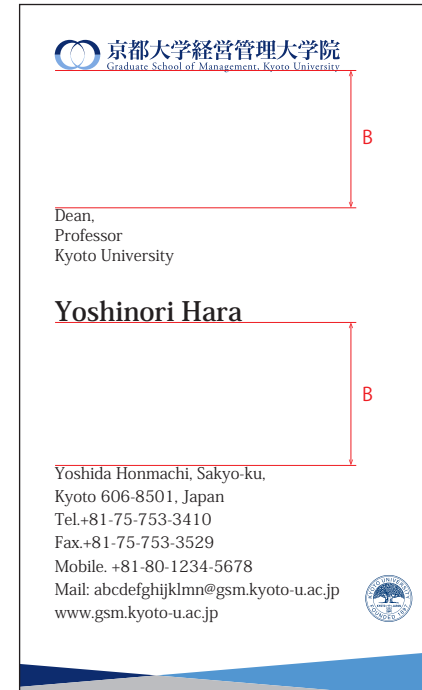 京都大学経営管理大学院
Graduate School of Management, Kyoto University
B
Dean,
Professor
Kyoto University
Yoshinori Hara
B
Yoshida Honmachi, Sakyo-ku,
Kyoto 606-8501, Japan
Tel.+81-75-753-3410
Fax.+81-75-753-3529
Mobile. +81-80-1234-5678
Mail: abcdefghijklmn@gsm.kyoto-u.ac.jp
www.gsm.kyoto-u.ac.jp
KYOTO UNIVERSITY
FOUNDED